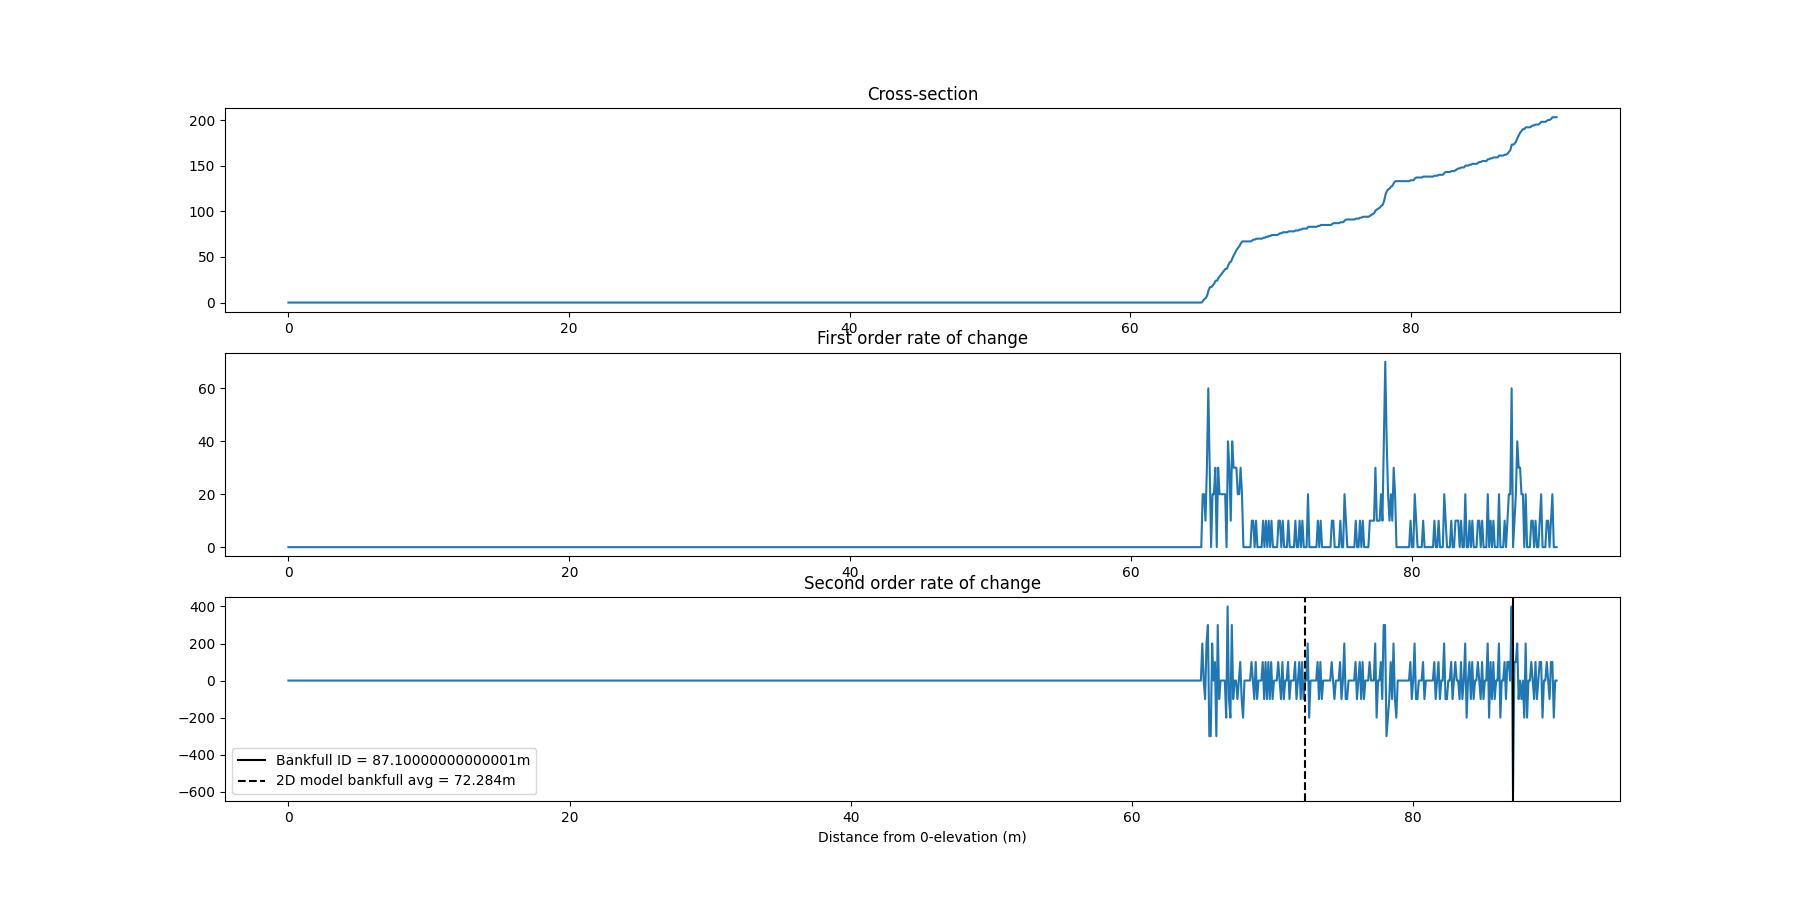 Cross-section
200
150
100
50
0
0 20 40 60 80
First order rate of change
60
40
20
0
0 20 40 60 80
Second order rate of change
400
200
0
−200
−400
−600
Bankfull ID = 87.10000000000001m
2D model bankfull avg = 72.284m
0 20 40 60 80
Distance from 0-elevation (m)